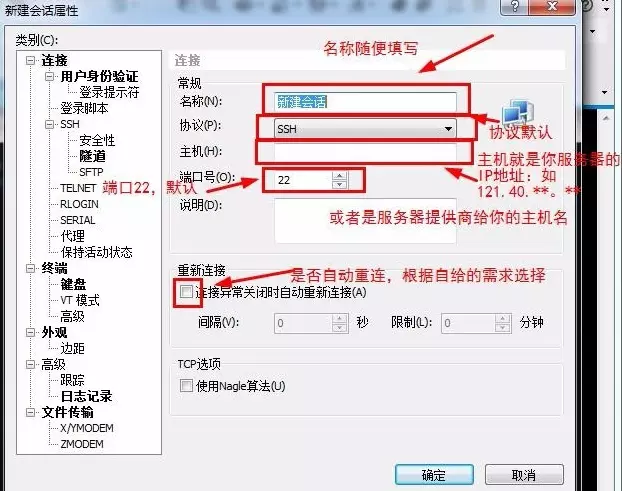 新建会话属性
类别(C):
连接
用户身份验证
登录提示符
登录脚本
SSH
安全性
隧道
SFTP
TELNET
RLOGIN
SERIAL
代理
保持活动状态
终端
键盘
VT 模式
高级
外观
边距
高级
跟踪
日志记录
文件传输
X/YMODEM
ZMODEM
连接
名称随便填写
常规
名称(N):
新建会话
协议(P):
SSH
协议默认
主机(H):
主机就是你服务器的
IP地址：如
121.40.**。**
端口22，默认
端口号(O):
22
说明(D):
或者是服务器提供商给你的主机名
重新连接
是否自动重连，根据自给的需求选择
连接异常关闭时自动重新连接(A)
间隔(V):
0
秒
限制(L):
0
分钟
TCP选项
使用Nagle算法(U)
确定
取消